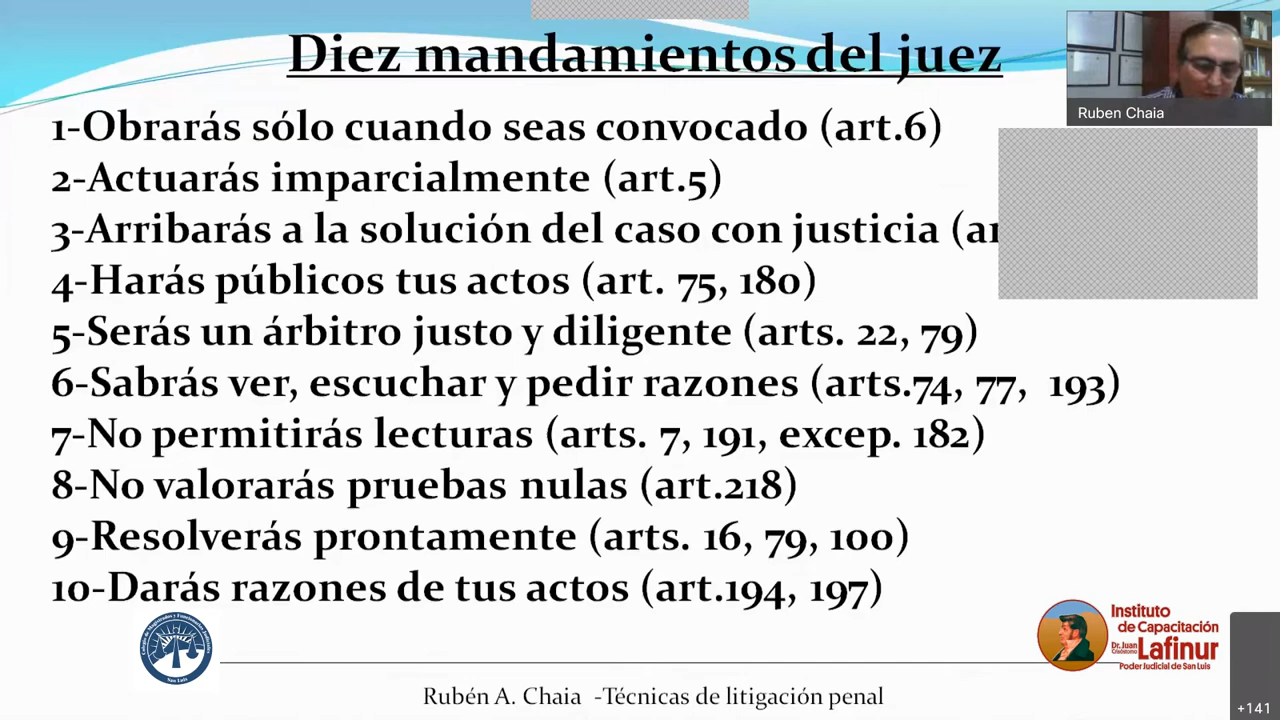 Diez mandamientos del juez
Ruben Chaia
1-Obrarás sólo cuando seas convocado (art.6)
2-Actuarás imparcialmente (art.5)
3-Arribarás a la solución del caso con justicia
4-Harás públicos tus actos (art. 75, 180)
5-Serás un árbitro justo y diligente (arts. 22, 79)
6-Sabrás ver, escuchar y pedir razones (arts.74, 77, 193)
7-No permitirás lecturas (arts. 7, 191, excep. 182)
8-No valorarás pruebas nulas (art.218)
9-Resolverás prontamente (arts. 16, 79, 100)
10-Darás razones de tus actos (art.194, 197)
San Luis
Instituto
de Capacitación
Dr. Juan Crisóstomo Lafinur
Poder Judicial de San Luis
Rubén A. Chaia -Técnicas de litigación penal
+141